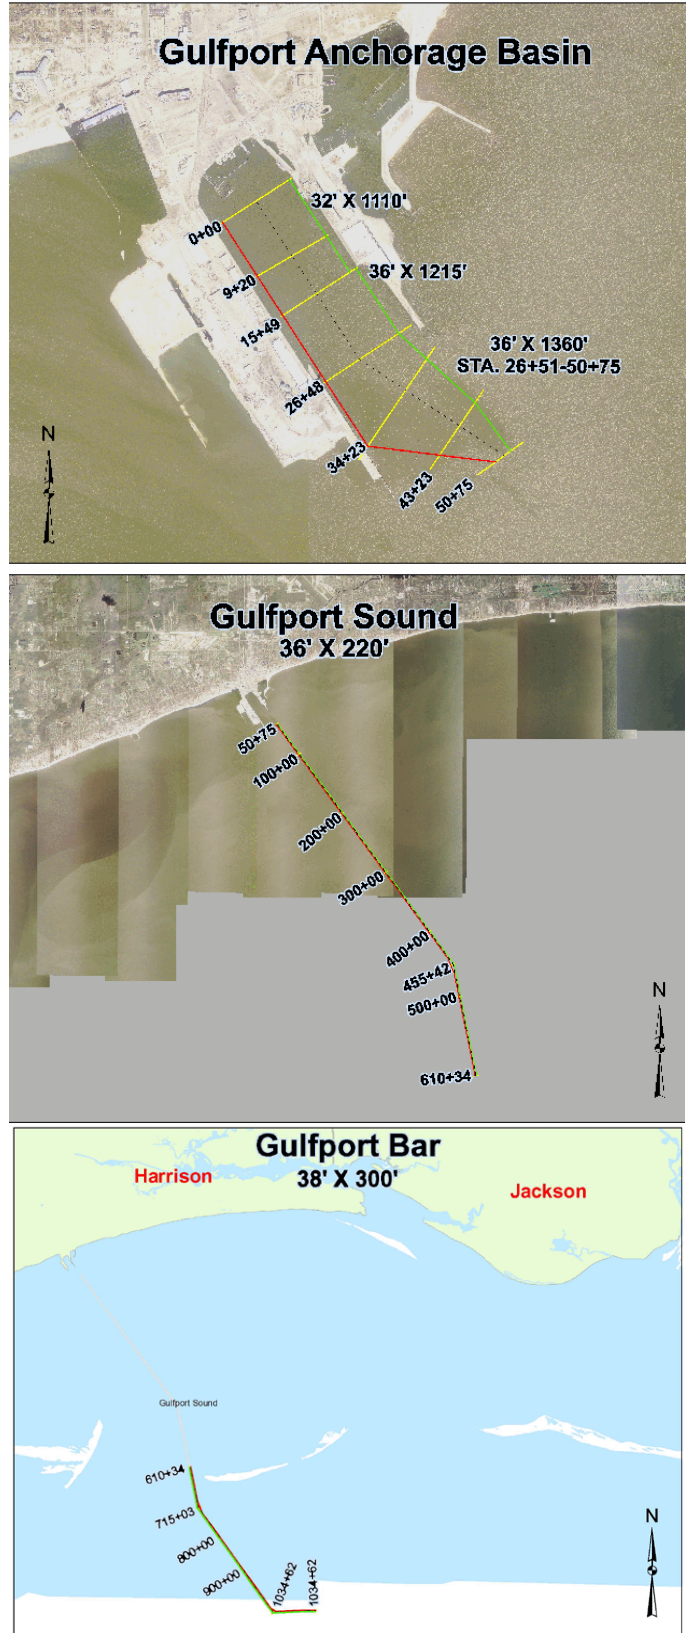 Gulfport Anchorage Basin
32' X 1110'
0+00
9+20
36' X 1215'
15+49
36' X 1360'
STA. 26+51-50+75
26+48
34+23
43+23
50+75
N
Gulfport Sound
36' X 220'
50+75
100+00
200+00
300+00
400+00
455+42
500+00
610+34
N
Gulfport Bar
38' X 300'
Harrison
Jackson
Gulfport Sound
610+34
715+03
800+00
900+00
1034+62
1034+62
N